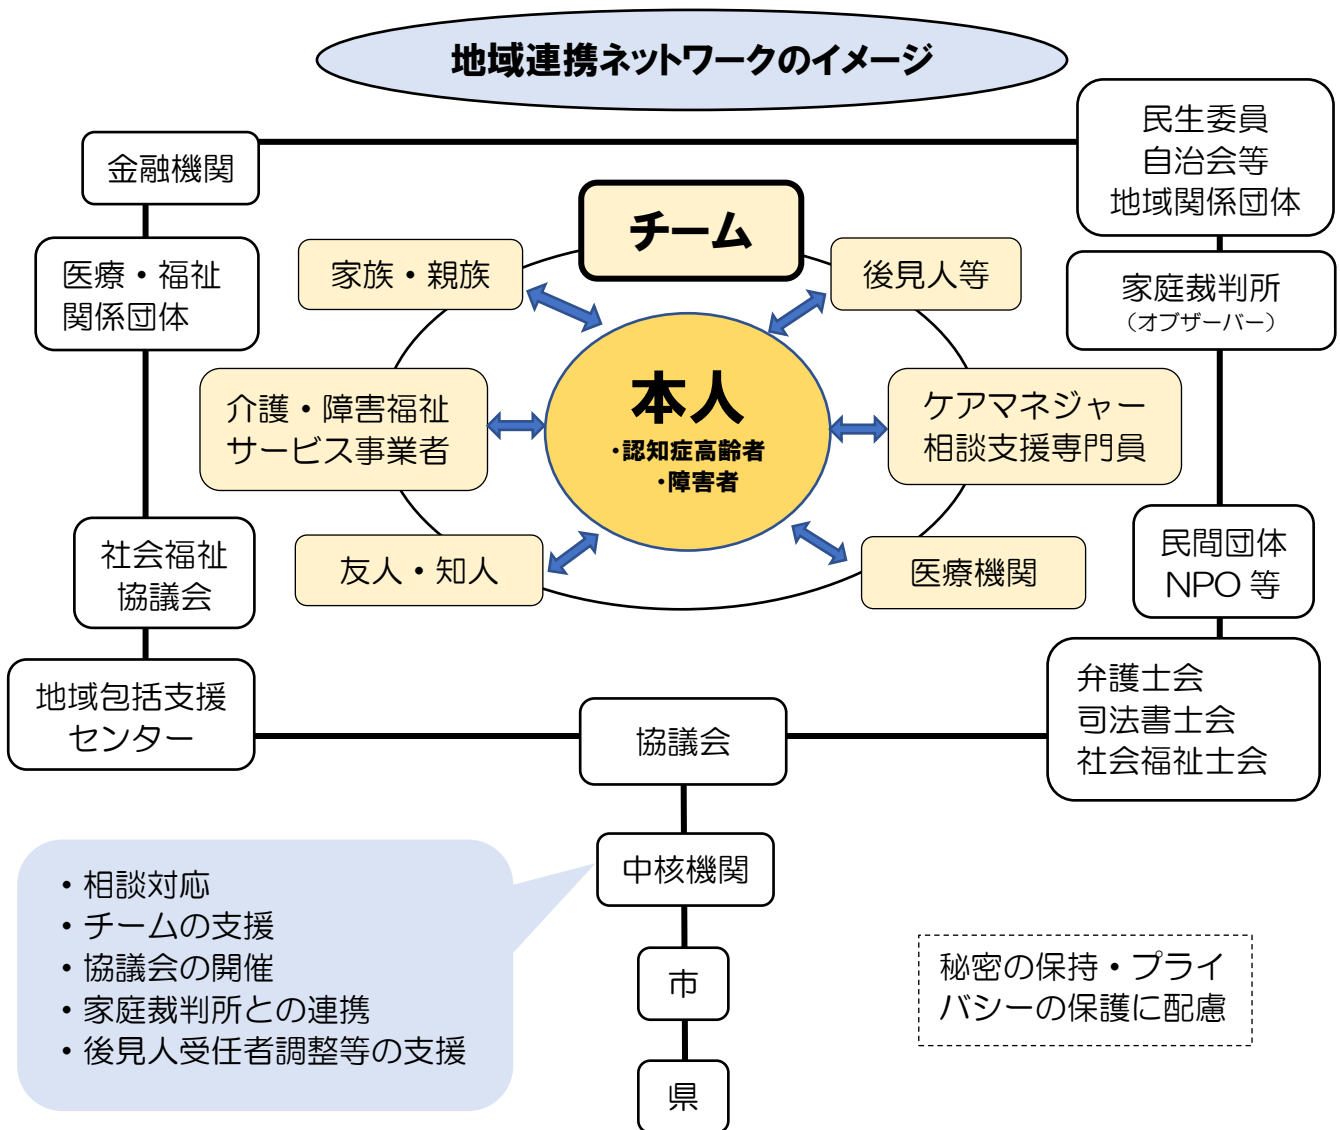 地域連携ネットワークのイメージ
民生委員
自治会等
地域関係団体
金融機関
チーム
家族・親族
後見人等
医療・福祉
関係団体
家庭裁判所
（オブザーバー）
介護・障害福祉
サービス事業者
本人
・認知症高齢者
・障害者
ケアマネジャー
相談支援専門員
社会福祉
協議会
友人・知人
医療機関
民間団体
NPO 等
地域包括支援
センター
協議会
弁護士会
司法書士会
社会福祉士会
中核機関
・相談対応
・チームの支援
・協議会の開催
・家庭裁判所との連携
・後見人受任者調整等の支援
市
県
秘密の保持・プライ
バシーの保護に配慮